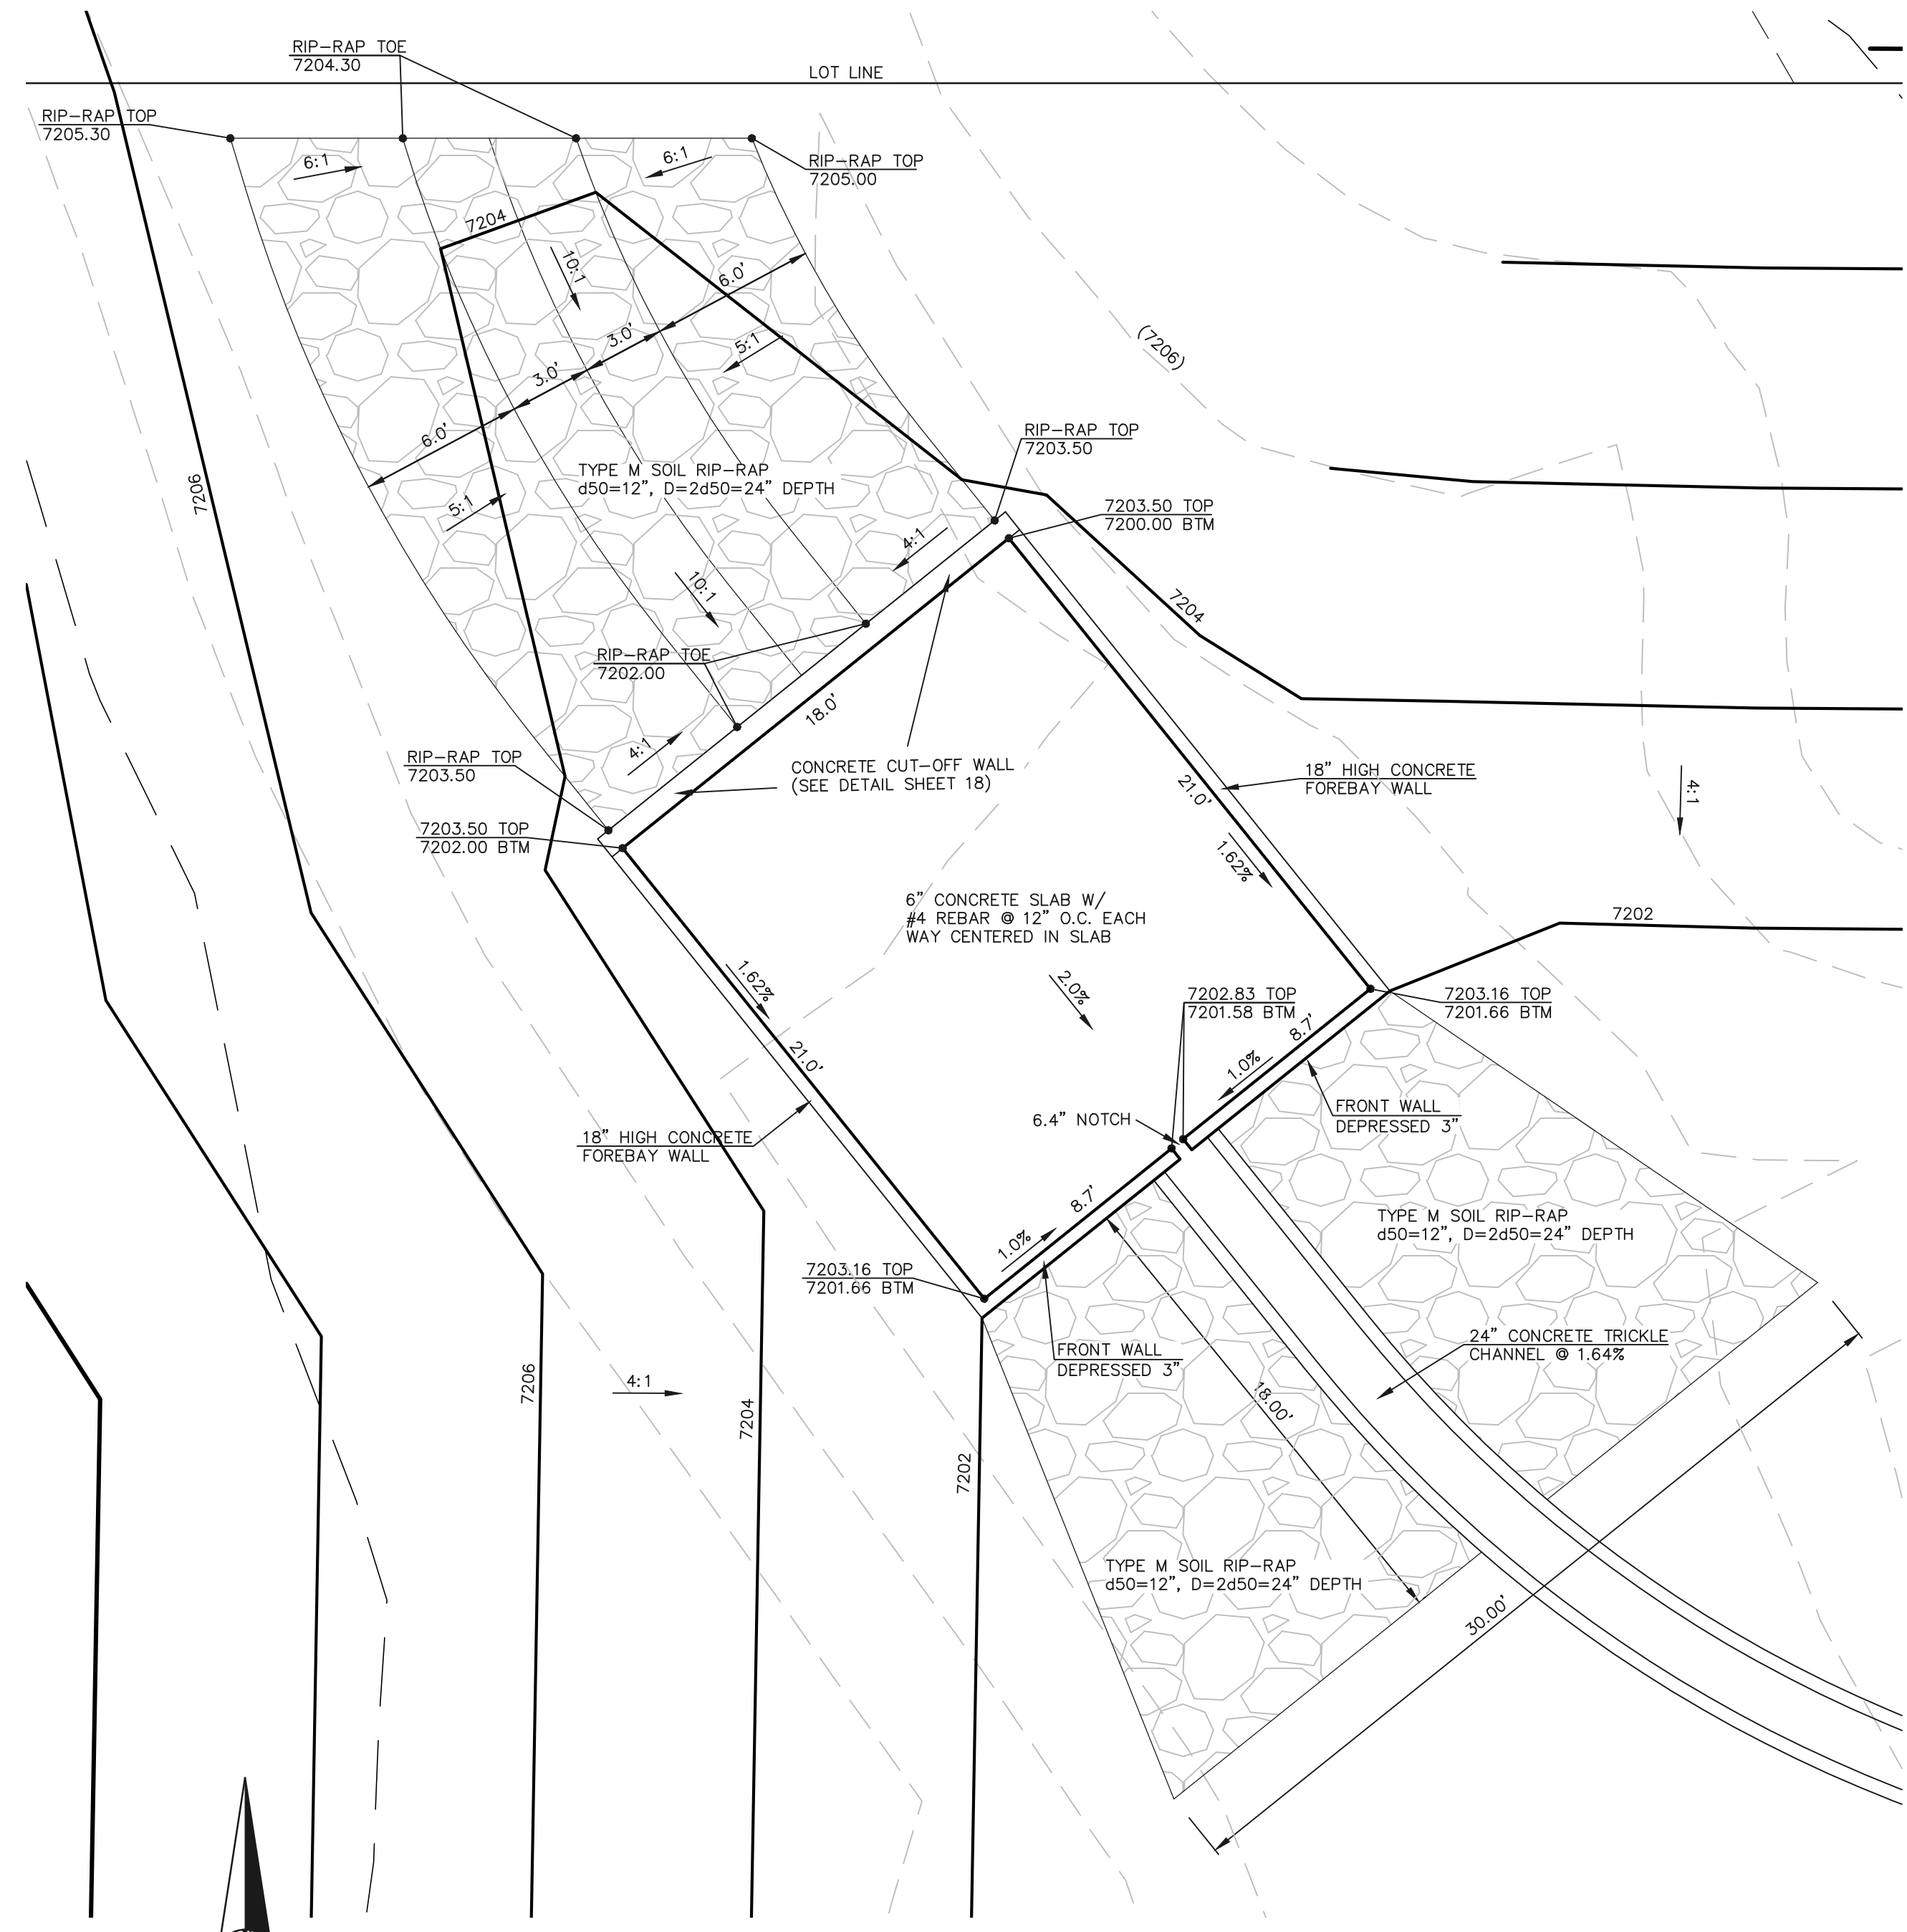 RIP-RAP TOE
7204.30
LOT LINE
RIP-RAP TOP
7205.30
6:1
6:1
RIP-RAP TOP
7205.00
7204
10:1
6.0'
3.0'
3.0'
6.0'
5:1
(7206)
7206
5:1
TYPE M SOIL RIP-RAP
d50=12", D=2d50=24" DEPTH
RIP-RAP TOP
7203.50
7203.50 TOP
7200.00 BTM
4:1
10:1
7204
RIP-RAP TOE
7202.00
18.0'
4:1
RIP-RAP TOP
7203.50
CONCRETE CUT-OFF WALL
(SEE DETAIL SHEET 18)
21.0'
18" HIGH CONCRETE
FOREBAY WALL
4:1
7203.50 TOP
7202.00 BTM
1.62%
6" CONCRETE SLAB W/
#4 REBAR @ 12" O.C. EACH
WAY CENTERED IN SLAB
7202
1.62%
2.0%
7202.83 TOP
7201.58 BTM
7203.16 TOP
7201.66 BTM
8.7'
21.0'
1.0%
6.4" NOTCH
FRONT WALL
DEPRESSED 3"
18" HIGH CONCRETE
FOREBAY WALL
8.7'
1.0%
TYPE M SOIL RIP-RAP
d50=12", D=2d50=24" DEPTH
7203.16 TOP
7201.66 BTM
24" CONCRETE TRICKLE
CHANNEL @ 1.64%
FRONT WALL
DEPRESSED 3"
7206
4:1
7204
18.00'
7202
TYPE M SOIL RIP-RAP
d50=12", D=2d50=24" DEPTH
30.00'